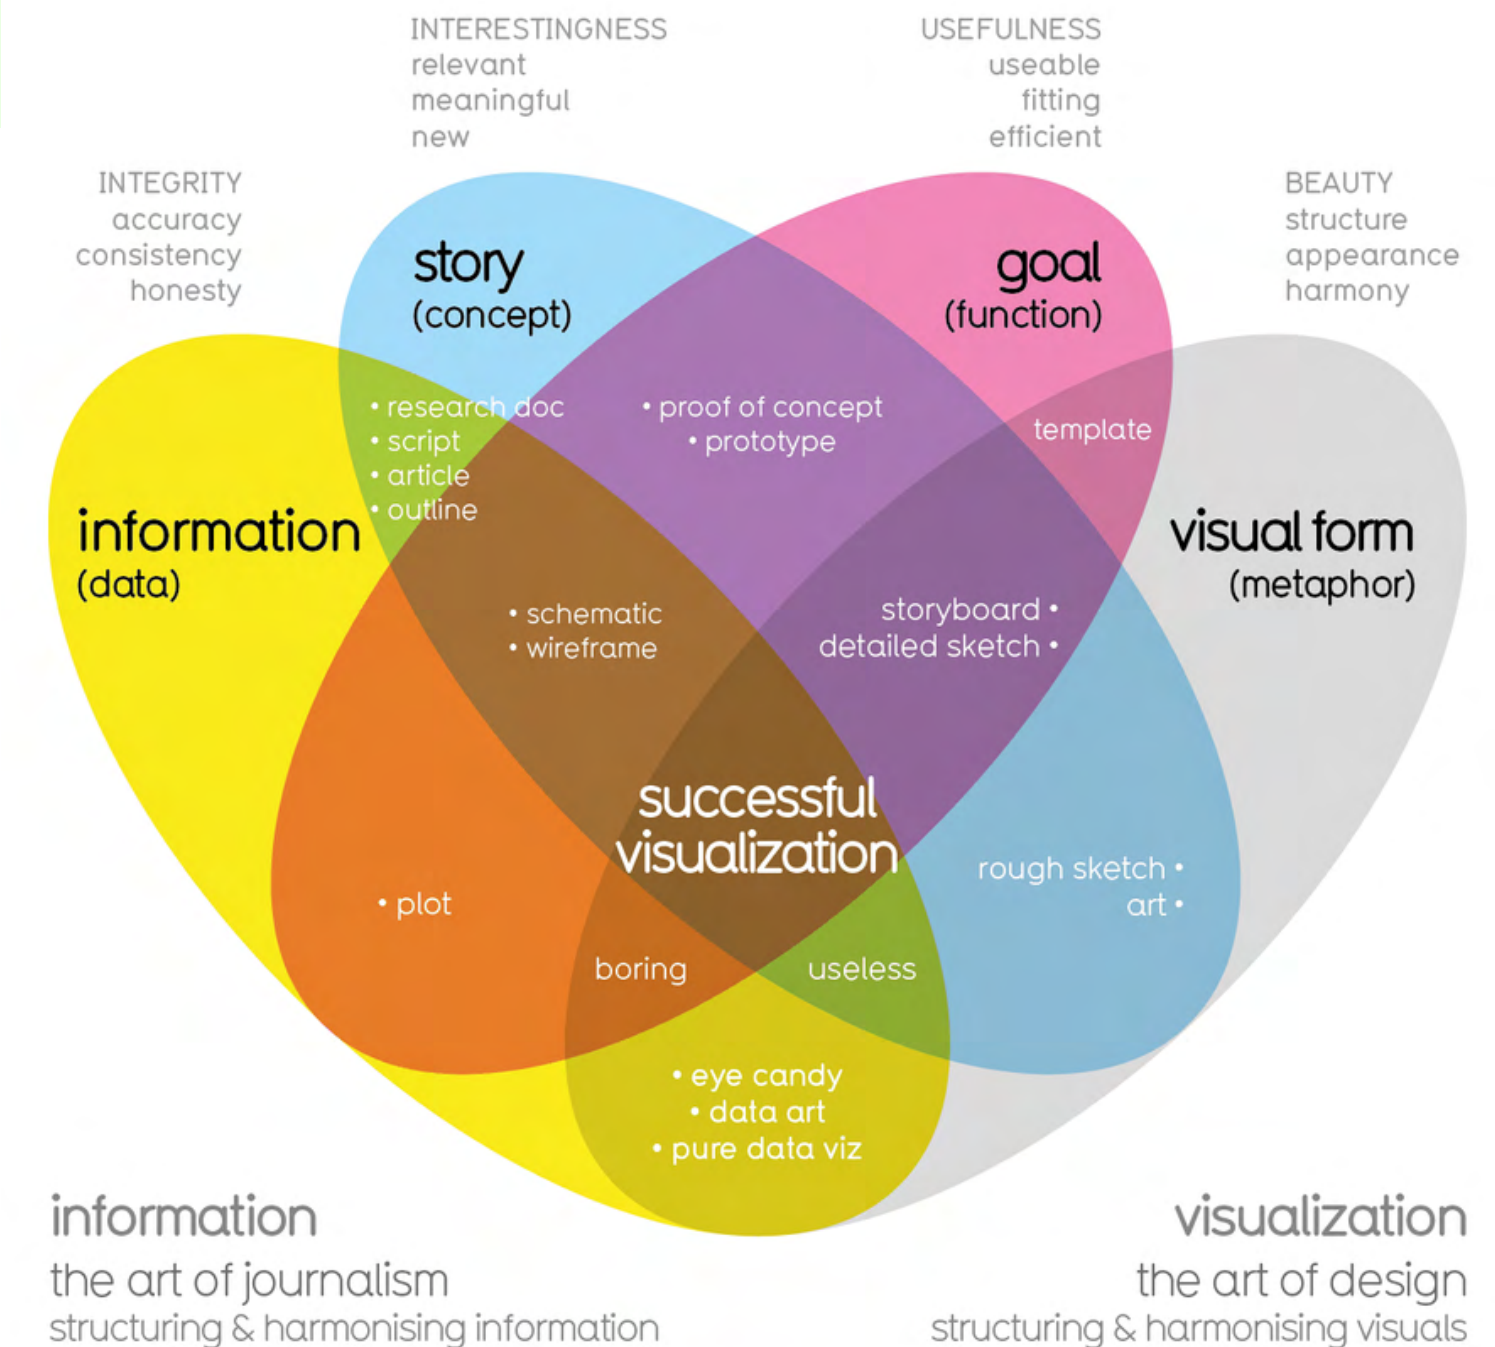 INTERESTINGNESS
relevant
meaningful
new
USEFULNESS
useable
fitting
efficient
INTEGRITY
accuracy
consistency
honesty
BEAUTY
structure
appearance
harmony
story
(concept)
goal
(function)
information
(data)
visual form
(metaphor)
• research doc
• script
• article
• outline
• proof of concept
• prototype
template
• schematic
• wireframe
storyboard •
detailed sketch •
successful
visualization
• plot
rough sketch •
art •
boring
useless
• eye candy
• data art
• pure data viz
information
the art of journalism
structuring & harmonising information
visualization
the art of design
structuring & harmonising visuals